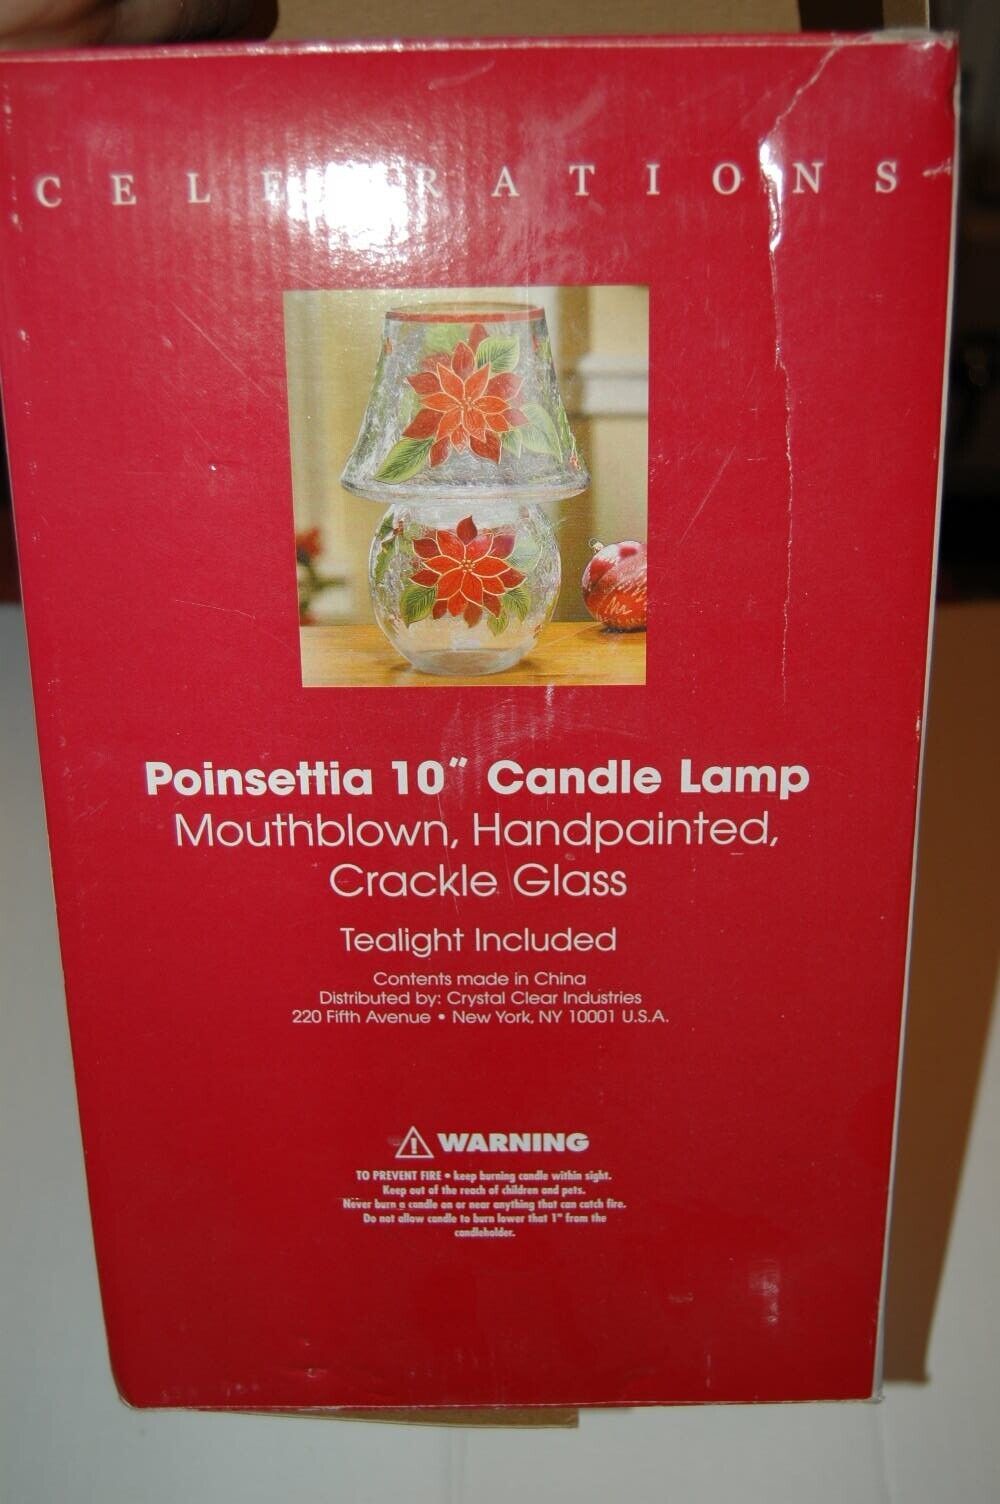 CELEBRATIONS
Poinsettia 10" Candle Lamp
Mouthblown, Handpainted,
Crackle Glass
Tealight Included
Contents made in China
Distributed by: Crystal Clear Industries
220 Fifth Avenue • New York, NY 10001 U.S.A.
WARNING
TO PREVENT FIRE • keep burning candle within sight.
Keep out of the reach of children and pets.
Never burn a candle on or near anything that can catch fire.
Do not allow candle to burn lower that 1" from the
candleholder.